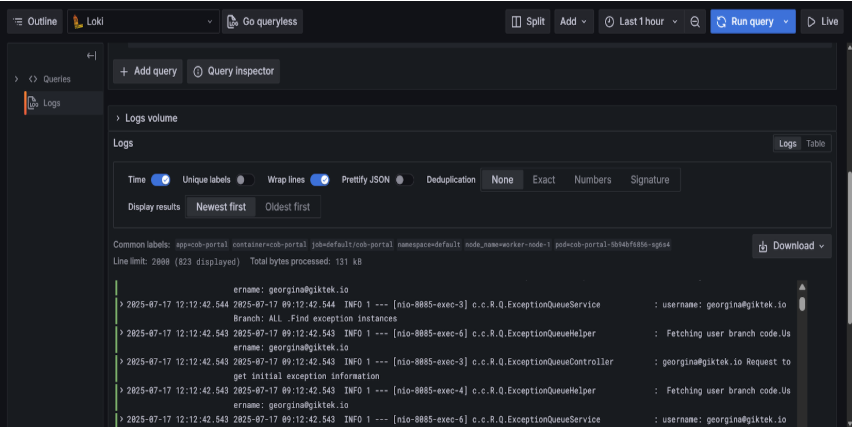 Outline Loki Go queryless Split Add Last 1 hour Run query Live
Queries
Logs
+ Add query Query inspector
Logs volume
Logs Logs Table
Time Unique labels Wrap lines Prettify JSON Deduplication None Exact Numbers Signature
Display results Newest first Oldest first
Common labels: app=cob-portal container=cob-portal job=default/cob-portal namespace=default node_name=worker-node-1 pod=cob-portal-5b94bf6856-sg6s4 Download
Line limit: 2000 (823 displayed) Total bytes processed: 131 kB
ername: georgina@giktek.io
> 2025-07-17 12:12:42.544 2025-07-17 09:12:42.544 INFO 1 --- [nio-8085-exec-3] c.c.R.Q.ExceptionQueueService : username: georgina@giktek.io
Branch: ALL .Find exception instances
> 2025-07-17 12:12:42.543 2025-07-17 09:12:42.543 INFO 1 --- [nio-8085-exec-6] c.c.R.Q.ExceptionQueueHelper : Fetching user branch code.Us
ername: georgina@giktek.io
> 2025-07-17 12:12:42.543 2025-07-17 09:12:42.543 INFO 1 --- [nio-8085-exec-3] c.c.R.Q.ExceptionQueueController : georgina@giktek.io Request to
get initial exception information
> 2025-07-17 12:12:42.543 2025-07-17 09:12:42.543 INFO 1 --- [nio-8085-exec-4] c.c.R.Q.ExceptionQueueHelper : Fetching user branch code.Us
ername: georgina@giktek.io
> 2025-07-17 12:12:42.543 2025-07-17 09:12:42.543 INFO 1 --- [nio-8085-exec-6] c.c.R.Q.ExceptionQueueService : username: georgina@giktek.io